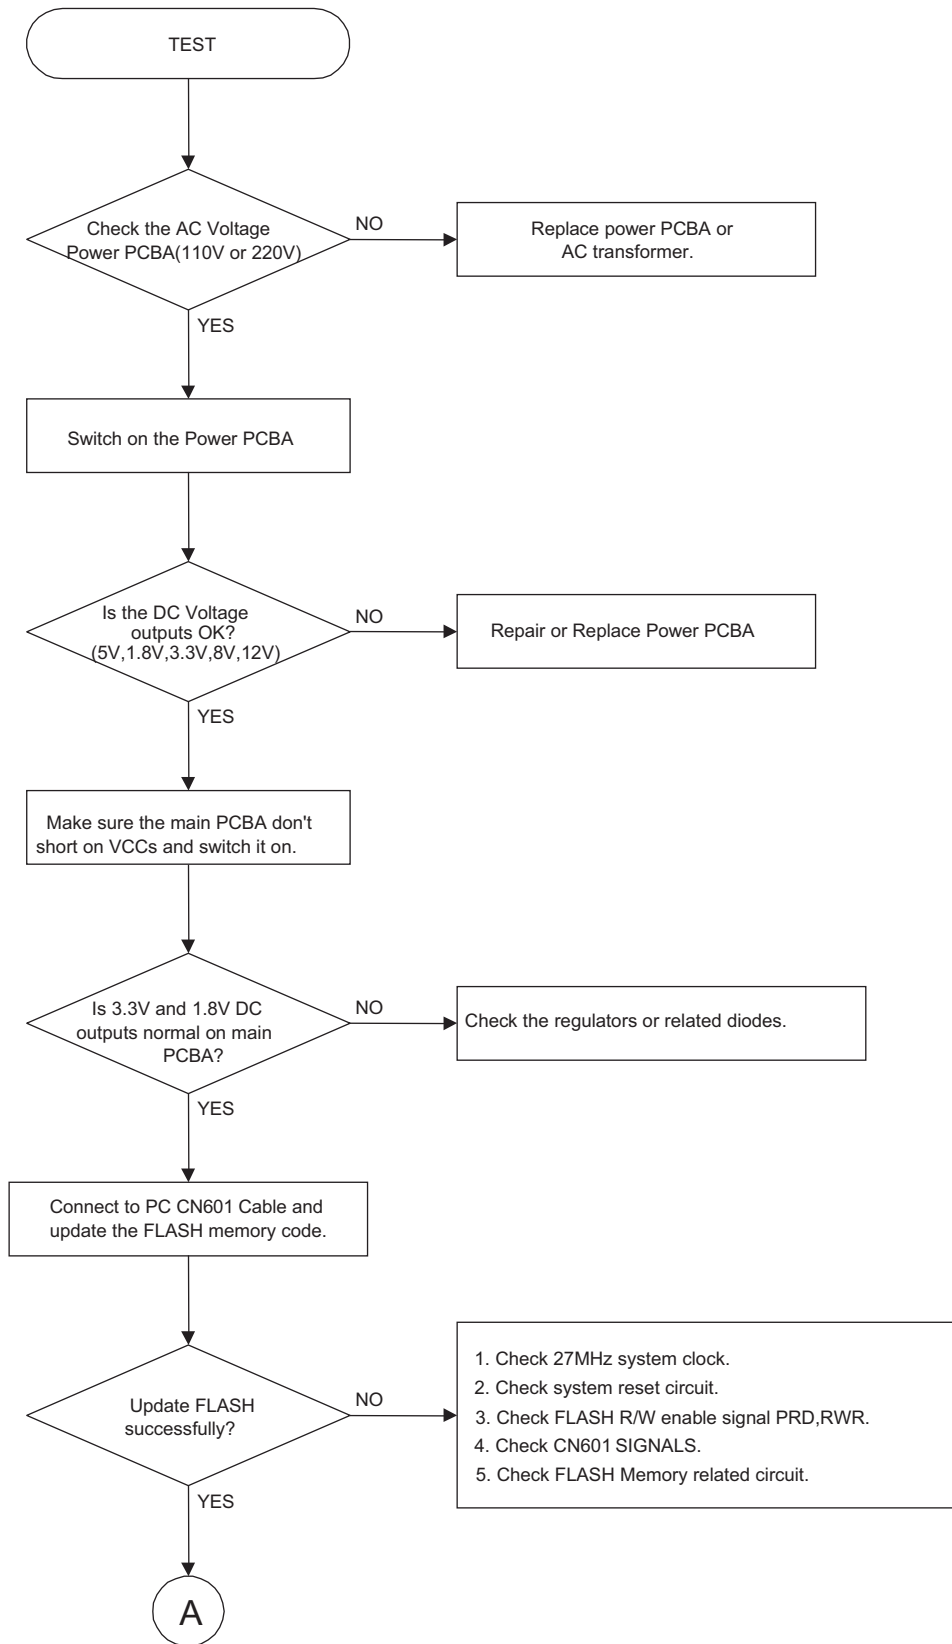 TEST
Check the AC Voltage
Power PCBA(110V or 220V)
NO
Replace power PCBA or
AC transformer.
YES
Switch on the Power PCBA
Is the DC Voltage
outputs OK?
(5V,1.8V,3.3V,8V,12V)
NO
Repair or Replace Power PCBA
YES
Make sure the main PCBA don't
short on VCCs and switch it on.
Is 3.3V and 1.8V DC
outputs normal on main
PCBA?
NO
Check the regulators or related diodes.
YES
Connect to PC CN601 Cable and
update the FLASH memory code.
Update FLASH
successfully?
NO
1. Check 27MHz system clock.
2. Check system reset circuit.
3. Check FLASH R/W enable signal PRD,RWR.
4. Check CN601 SIGNALS.
5. Check FLASH Memory related circuit.
YES
A